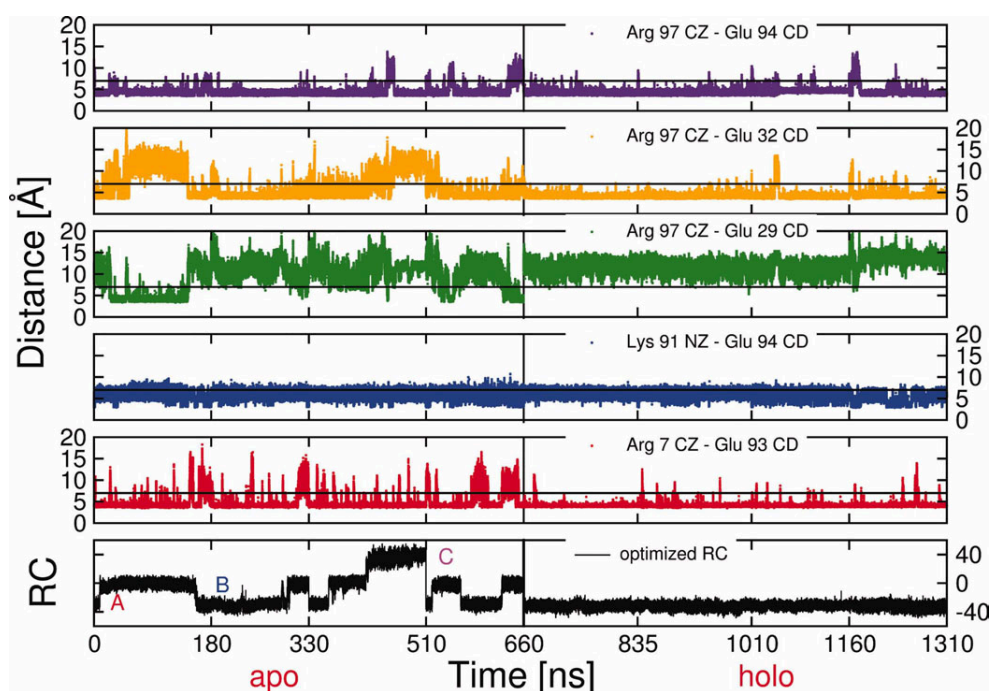 20
15
10
5
0
Arg 97 CZ - Glu 94 CD
Arg 97 CZ - Glu 32 CD
20
15
10
5
0
20
15
10
5
0
Arg 97 CZ - Glu 29 CD
Lys 91 NZ - Glu 94 CD
20
15
10
5
0
20
15
10
5
0
Arg 7 CZ - Glu 93 CD
Distance [Å]
RC
A
B
C
optimized RC
40
0
-40
0 180 330 510 660 835 1010 1160 1310
apo Time [ns] holo